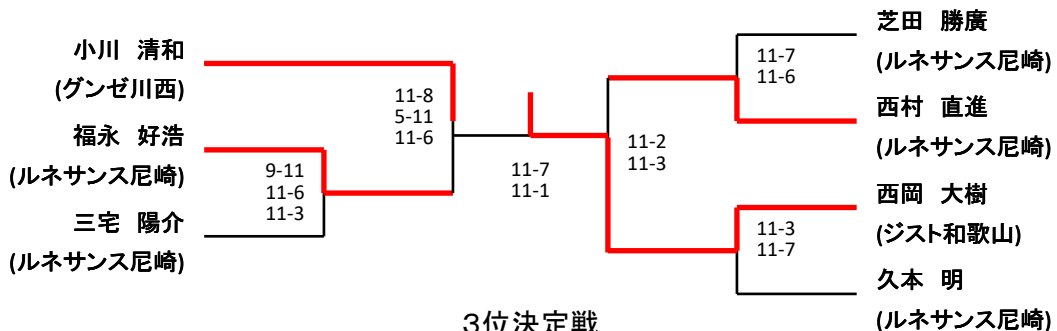 小川　清和
(グンゼ川西)
福永　好浩
(ルネサンス尼崎)
三宅　陽介
(ルネサンス尼崎)
9-11
11-6
11-3
11-8
5-11
11-6
11-7
11-1
11-2
11-3
11-7
11-6
11-3
11-7
芝田　勝廣
(ルネサンス尼崎)
西村　直進
(ルネサンス尼崎)
西岡　大樹
(ジスト和歌山)
久本　明
(ルネサンス尼崎)
3位決定戦